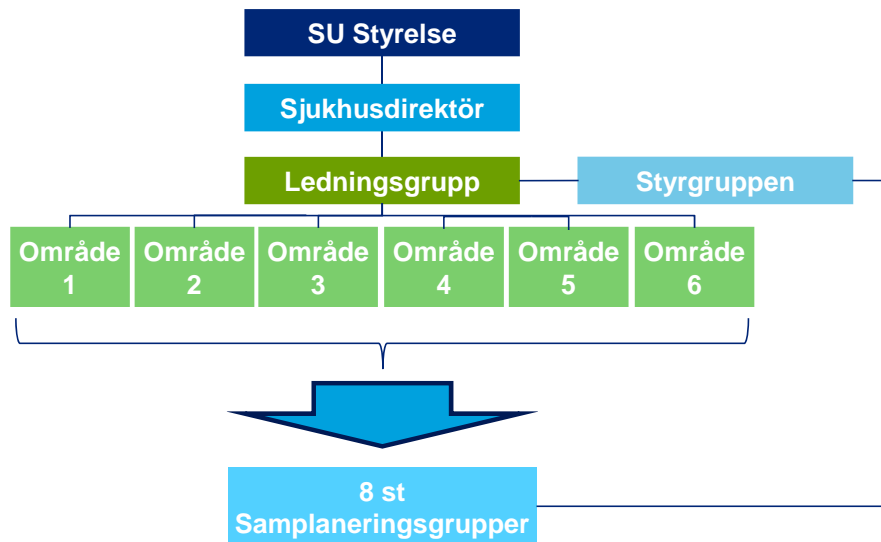 SU Styrelse
Sjukhusdirektör
Ledningsgrupp
Styrgruppen
Område
1
Område
2
Område
3
Område
4
Område
5
Område
6
8 st
Samplaneringsgrupper